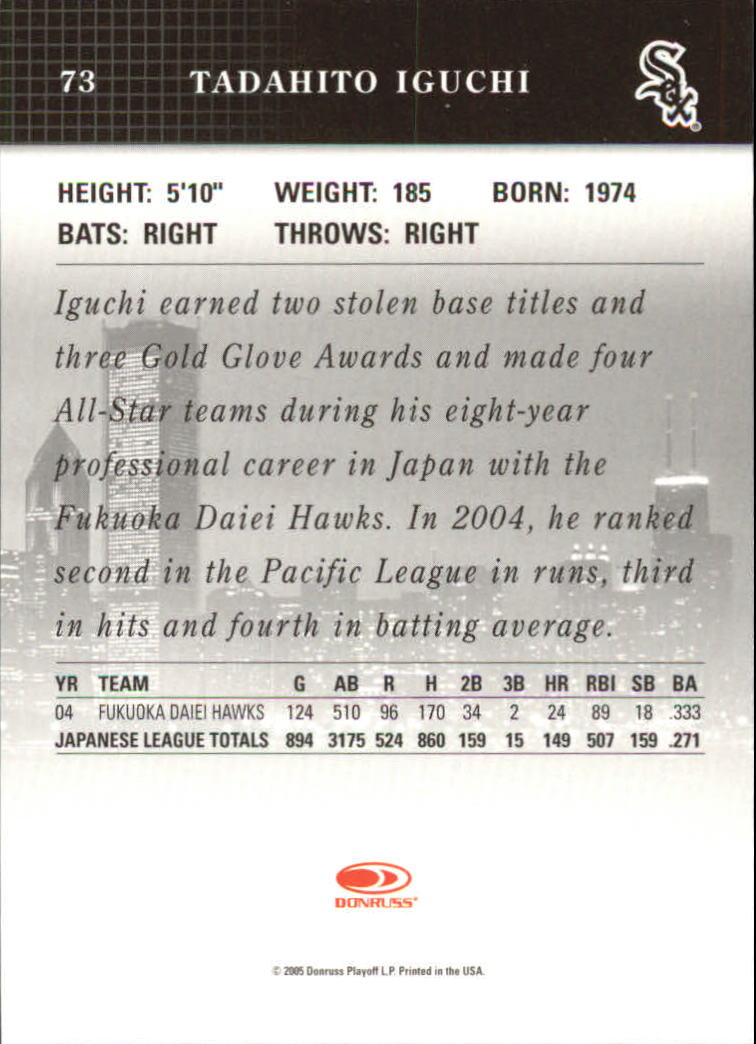 73 TADAHITO IGUCHI Sox ®
HEIGHT: 5'10" WEIGHT: 185 BORN: 1974
BATS: RIGHT THROWS: RIGHT
Iguchi earned two stolen base titles and
three Gold Glove Awards and made four
All-Star teams during his eight-year
professional career in Japan with the
Fukuoka Daiei Hawks. In 2004, he ranked
second in the Pacific League in runs, third
in hits and fourth in batting average.
YR TEAM G AB R H 2B 3B HR RBI SB BA
04 FUKUOKA DAIEI HAWKS 124 510 96 170 34 2 24 89 18 .333
JAPANESE LEAGUE TOTALS 894 3175 524 860 159 15 149 507 159 .271
DONRUSS
© 2005 Donruss Playoff L.P. Printed in the USA.